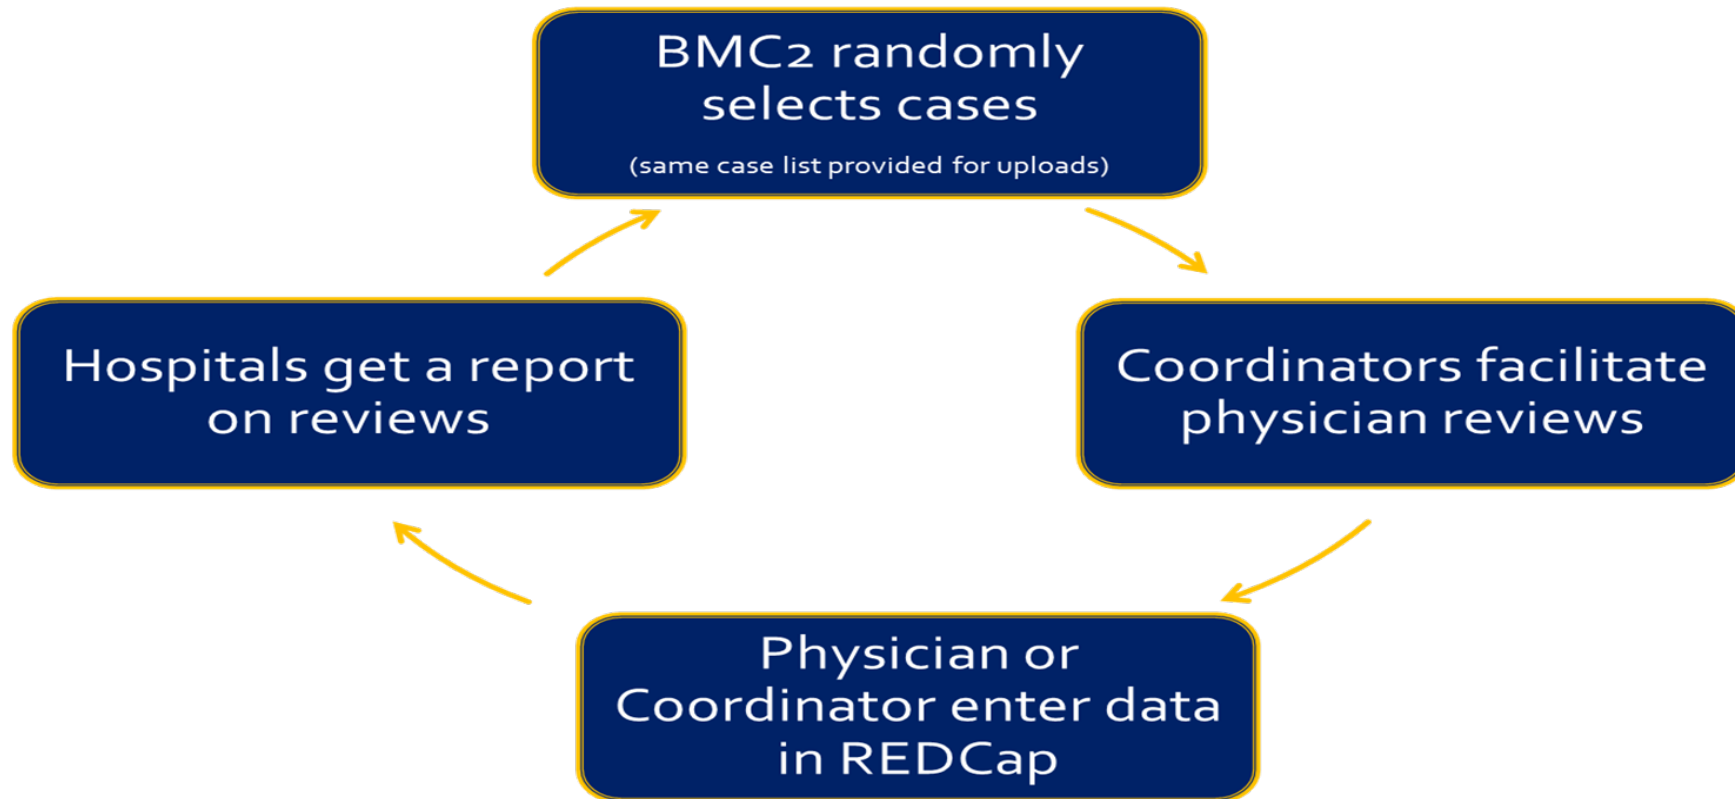 BMC2 randomly
selects cases
(same case list provided for uploads)
Hospitals get a report
on reviews
Coordinators facilitate
physician reviews
Physician or
Coordinator enter data
in REDCap